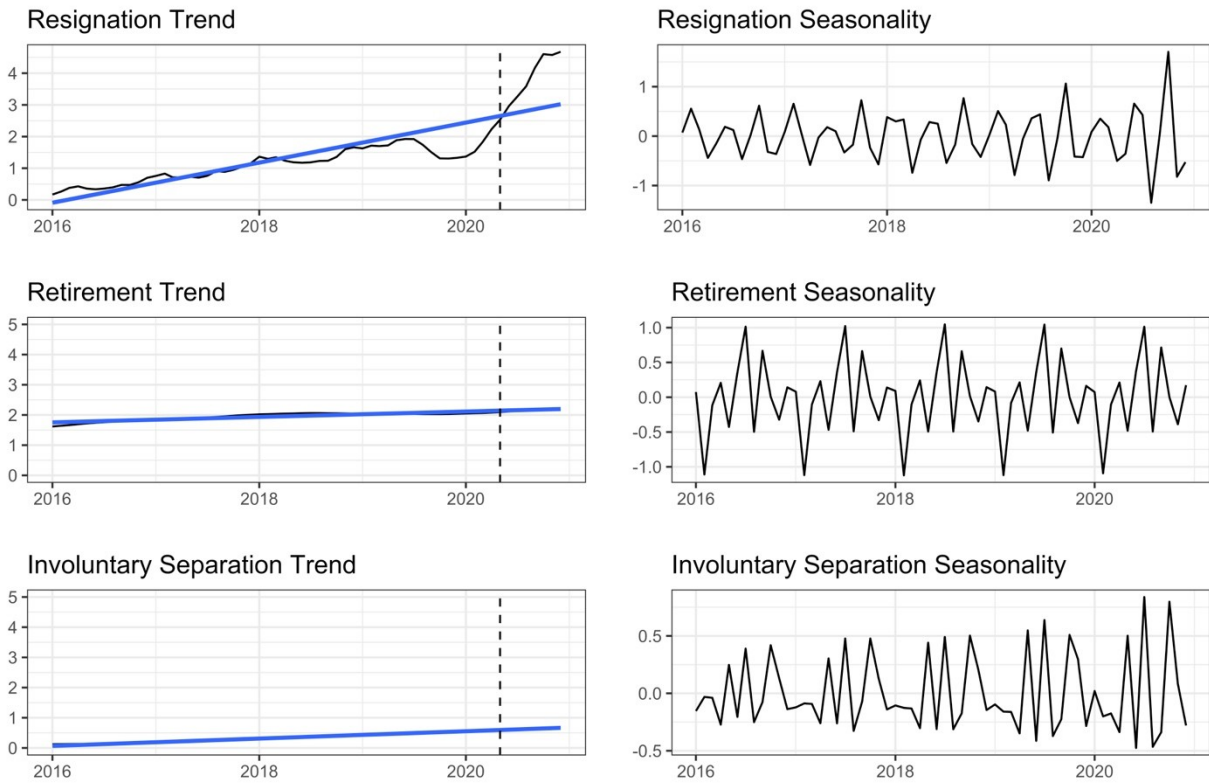 Resignation Trend
4
3
2
1
0
2016 2018 2020
Resignation Seasonality
1
0
-1
2016 2018 2020
Retirement Trend
5
4
3
2
1
0
2016 2018 2020
Retirement Seasonality
1.0
0.5
0.0
-0.5
-1.0
2016 2018 2020
Involuntary Separation Trend
5
4
3
2
1
0
2016 2018 2020
Involuntary Separation Seasonality
0.5
0.0
-0.5
2016 2018 2020